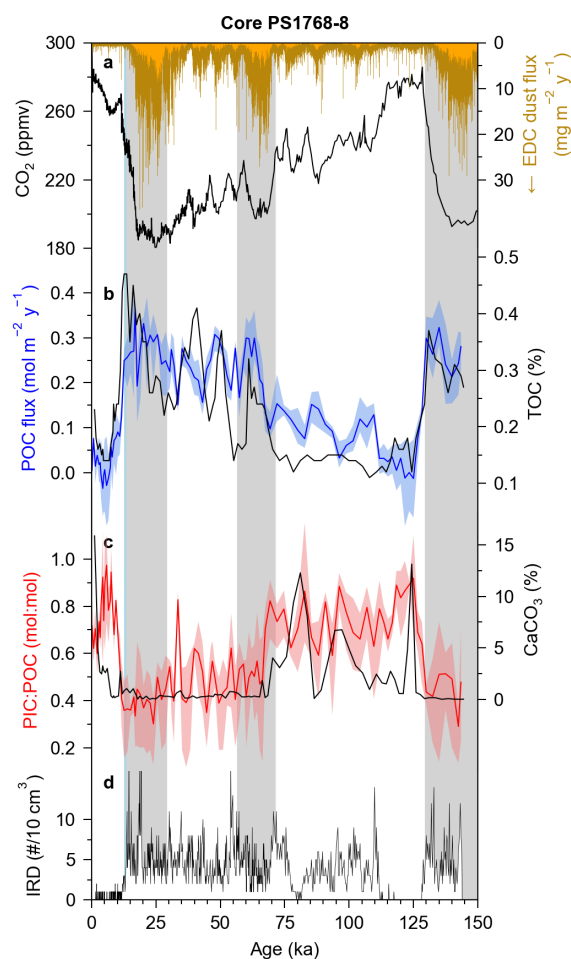 Core PS1768-8
a
300
260
220
180
CO₂ (ppmv)
0
10
20
30
← EDC dust flux
(mg m⁻² y⁻¹)
b
0.4
0.3
0.2
0.1
0.0
POC flux (mol m⁻² y⁻¹)
0.5
0.4
0.3
0.2
0.1
TOC (%)
c
1.0
0.8
0.6
0.4
0.2
PIC:POC (mol:mol)
15
10
5
0
CaCO₃ (%)
d
10
5
0
IRD (#/10 cm³)
0 25 50 75 100 125 150
Age (ka)